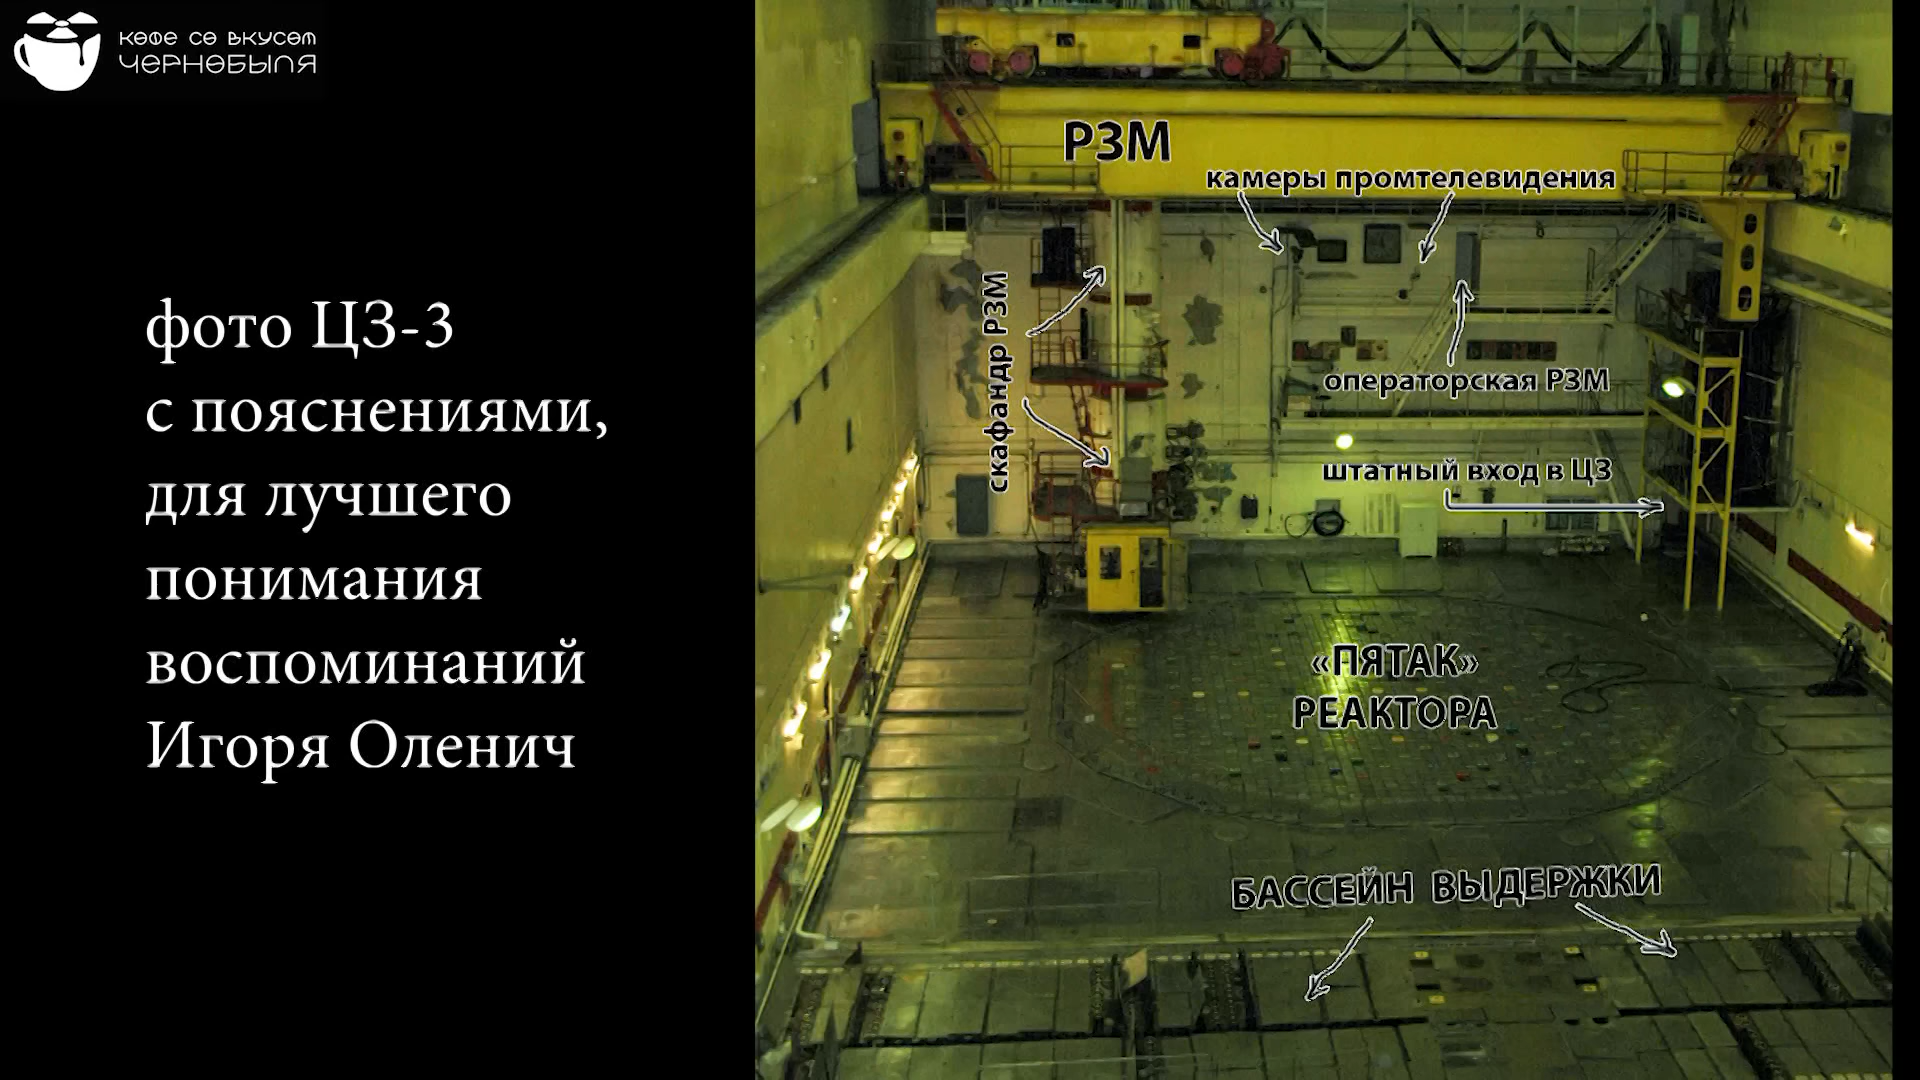 кофе со вкусом
Чернобыля
фото ЦЗ-3
с пояснениями,
для лучшего
понимания
воспоминаний
Игоря Оленич
РЗМ
камеры промтелевидения
скафандр РЗМ
операторская РЗМ
штатный вход в ЦЗ
«ПЯТАК»
РЕАКТОРА
БАССЕЙН ВЫДЕРЖКИ